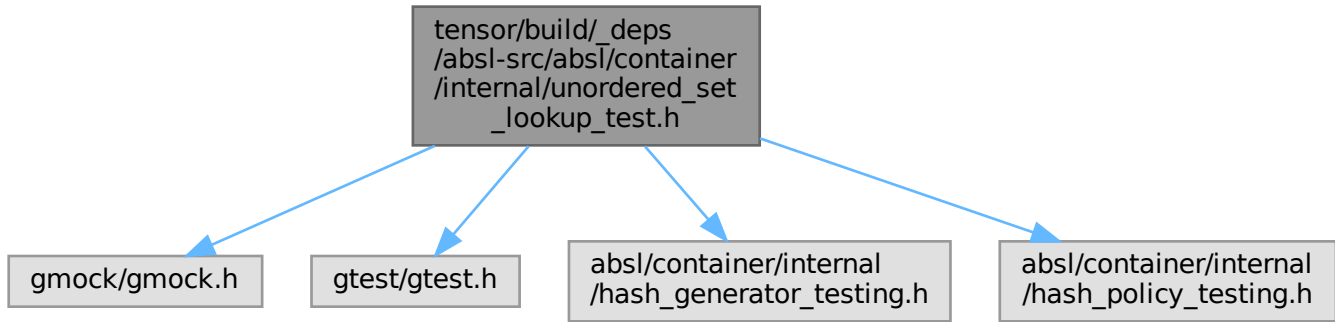 tensor/build/_deps
/absl-src/absl/container
/internal/unordered_set
_lookup_test.h
gmock/gmock.h
gtest/gtest.h
absl/container/internal
/hash_generator_testing.h
absl/container/internal
/hash_policy_testing.h